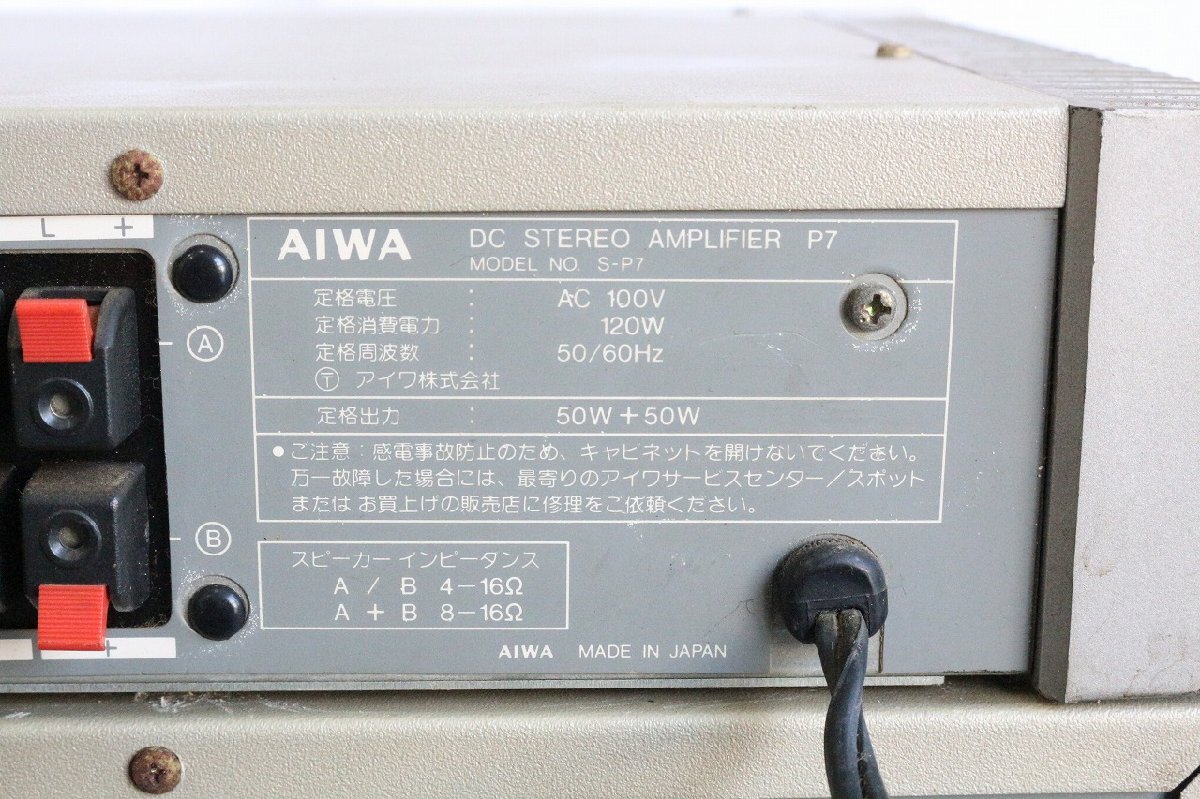 L +
AIWA DC STEREO AMPLIFIER P7
MODEL NO. S-P7
定格電圧 : AC 100V
定格消費電力 : 120W
定格周波数 : 50/60Hz
〒 アイワ株式会社
定格出力 : 50W+50W
●ご注意:感電事故防止のため、キャビネットを開けないでください。
万一故障した場合には、最寄りのアイワサービスセンター/スポット
または お買上げの販売店に修理をご依頼ください。
A
B
スピーカー インピーダンス
A / B 4-16Ω
A + B 8-16Ω
+
AIWA MADE IN JAPAN